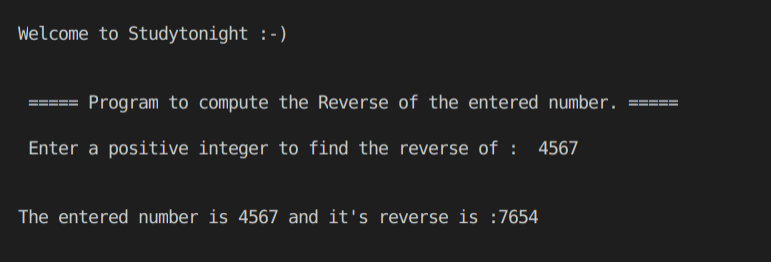 Welcome to Studytonight :-)
===== Program to compute the Reverse of the entered number. =====
Enter a positive integer to find the reverse of :  4567
The entered number is 4567 and it's reverse is :7654